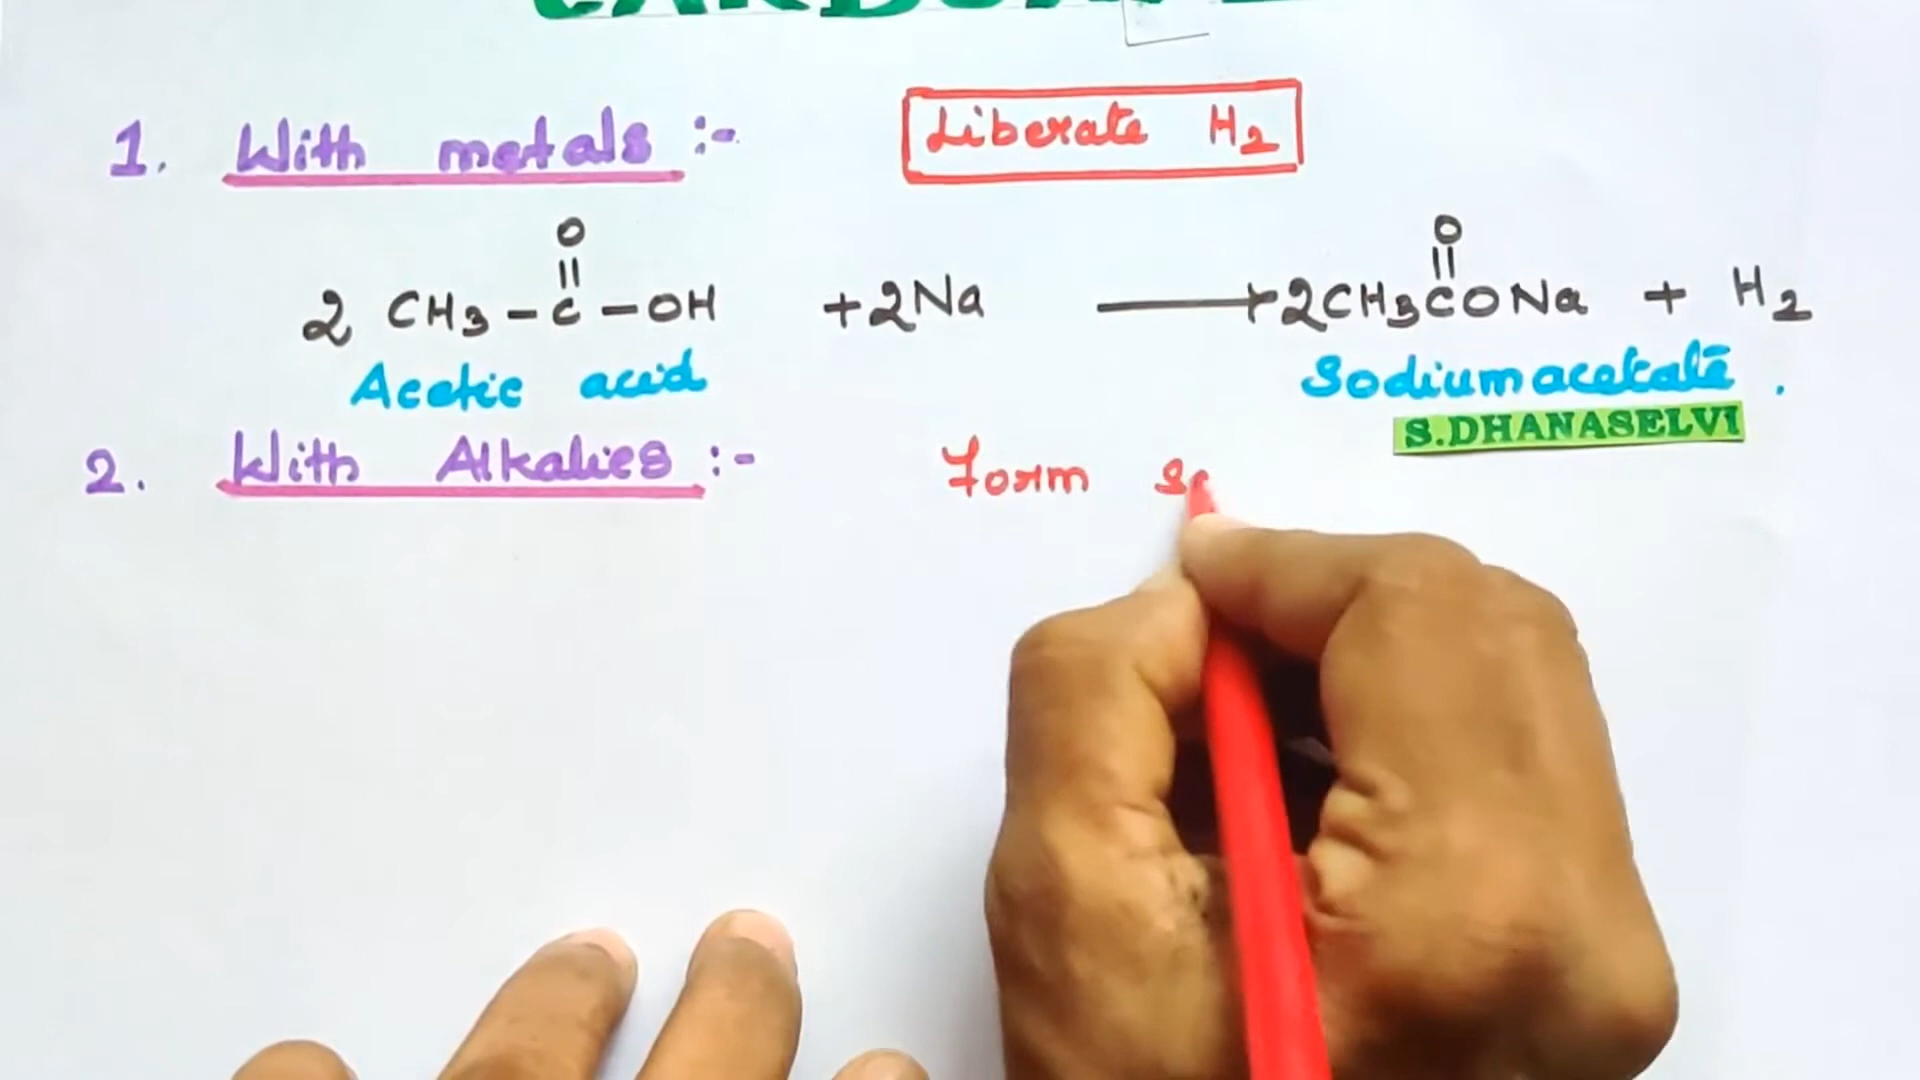 1. With metals :- Liberate H2
O
||
2 CH3 - C - OH + 2Na → 2CH3CONa + H2
O
||
Acetic acid Sodium acetate .
S.DHANASELVI
2. With Alkalies :- Form